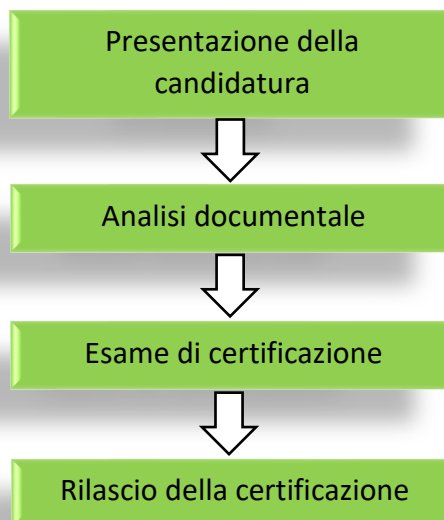 Presentazione della
candidatura
Analisi documentale
Esame di certificazione
Rilascio della certificazione